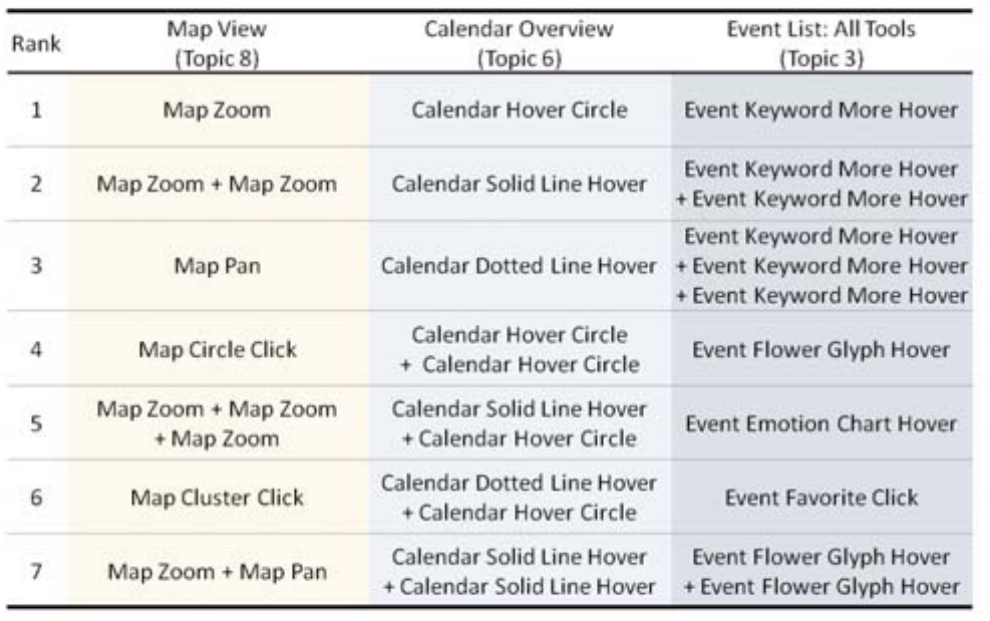 Rank
Map View
(Topic 8)
Calendar Overview
(Topic 6)
Event List: All Tools
(Topic 3)
1
Map Zoom
Calendar Hover Circle
Event Keyword More Hover
2
Map Zoom + Map Zoom
Calendar Solid Line Hover
Event Keyword More Hover
+ Event Keyword More Hover
3
Map Pan
Calendar Dotted Line Hover
Event Keyword More Hover
+ Event Keyword More Hover
+ Event Keyword More Hover
4
Map Circle Click
Calendar Hover Circle
+ Calendar Hover Circle
Event Flower Glyph Hover
5
Map Zoom + Map Zoom
+ Map Zoom
Calendar Solid Line Hover
+ Calendar Hover Circle
Event Emotion Chart Hover
6
Map Cluster Click
Calendar Dotted Line Hover
+ Calendar Hover Circle
Event Favorite Click
7
Map Zoom + Map Pan
Calendar Solid Line Hover
+ Calendar Solid Line Hover
Event Flower Glyph Hover
+ Event Flower Glyph Hover